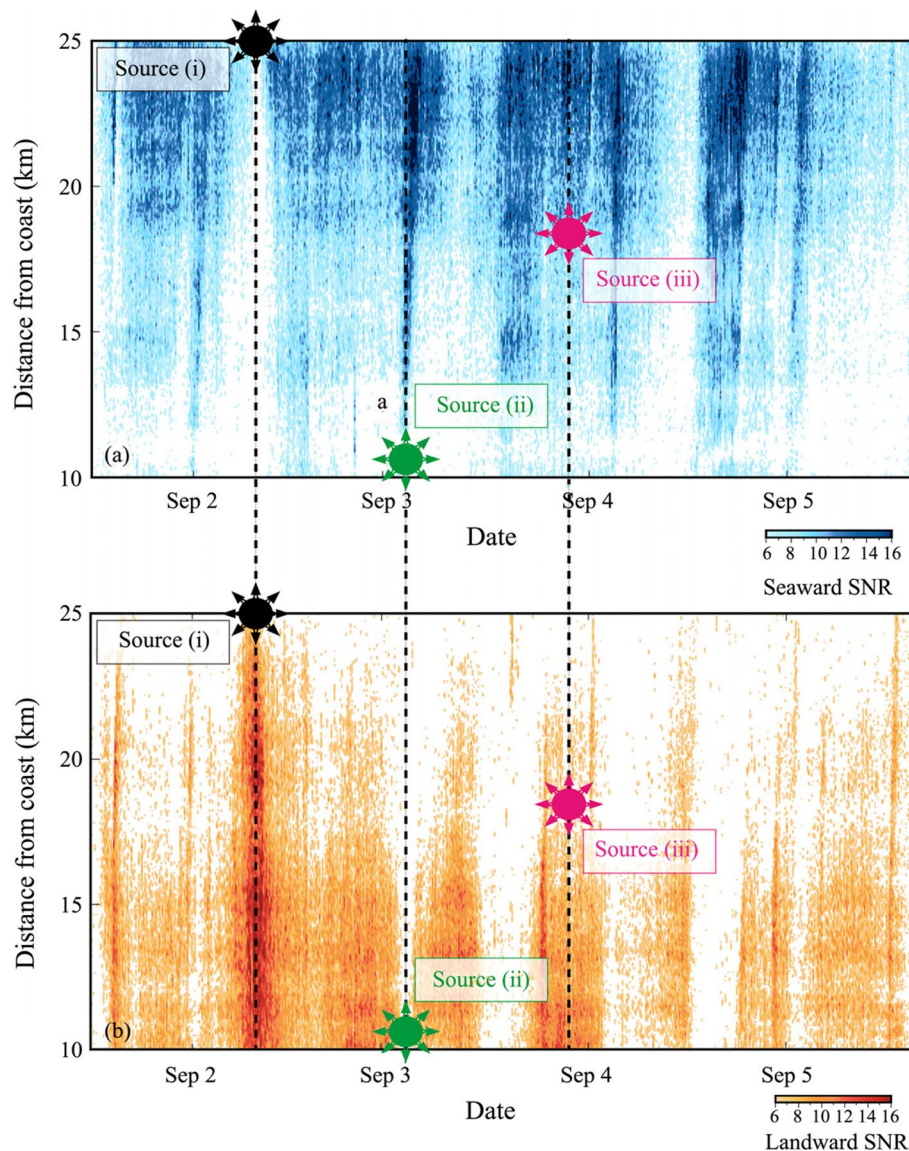 25
Source (i)
20
Source (iii)
15
a
Source (ii)
(a)
10
Sep 2
Sep 3
Sep 4
Sep 5
Distance from coast (km)
Date
6 8 10 12 14 16
Seaward SNR
25
Source (i)
20
Source (iii)
15
Source (ii)
(b)
10
Sep 2
Sep 3
Sep 4
Sep 5
Distance from coast (km)
Date
6 8 10 12 14 16
Landward SNR